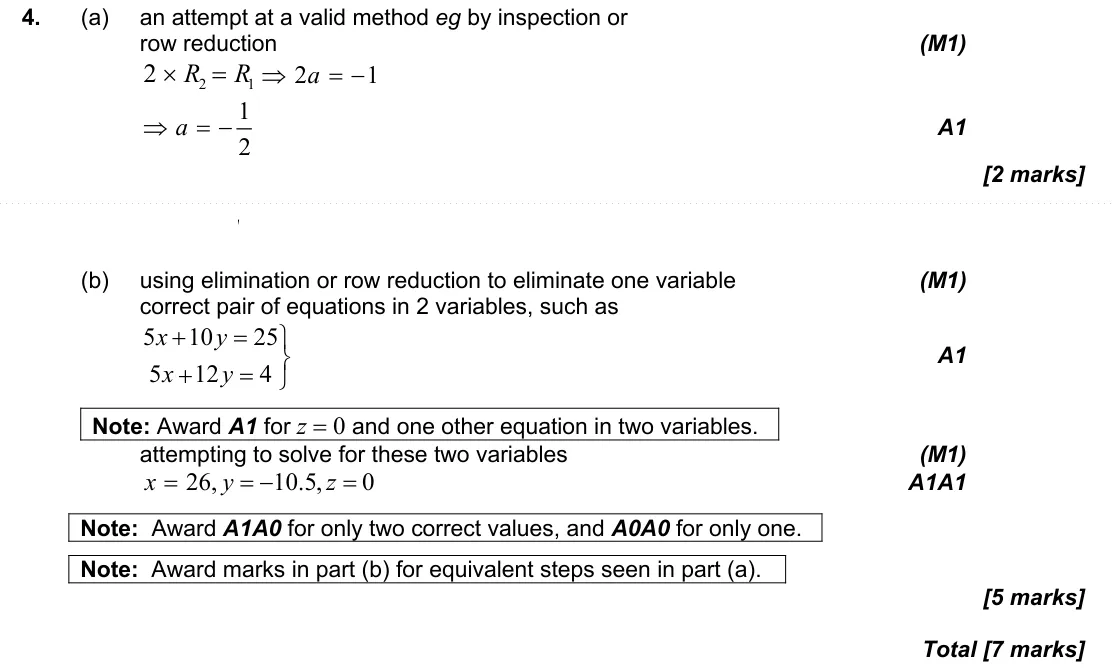 4. (a) an attempt at a valid method eg by inspection or
row reduction (M1)
2 × R₂ = R₁ ⇒ 2a = −1
⇒ a = −1/2 A1
[2 marks]
(b) using elimination or row reduction to eliminate one variable (M1)
correct pair of equations in 2 variables, such as
5x + 10y = 25
5x + 12y = 4 } A1
Note: Award A1 for z = 0 and one other equation in two variables.
attempting to solve for these two variables (M1)
x = 26, y = −10.5, z = 0 A1A1
Note: Award A1A0 for only two correct values, and A0A0 for only one.
Note: Award marks in part (b) for equivalent steps seen in part (a).
[5 marks]
Total [7 marks]